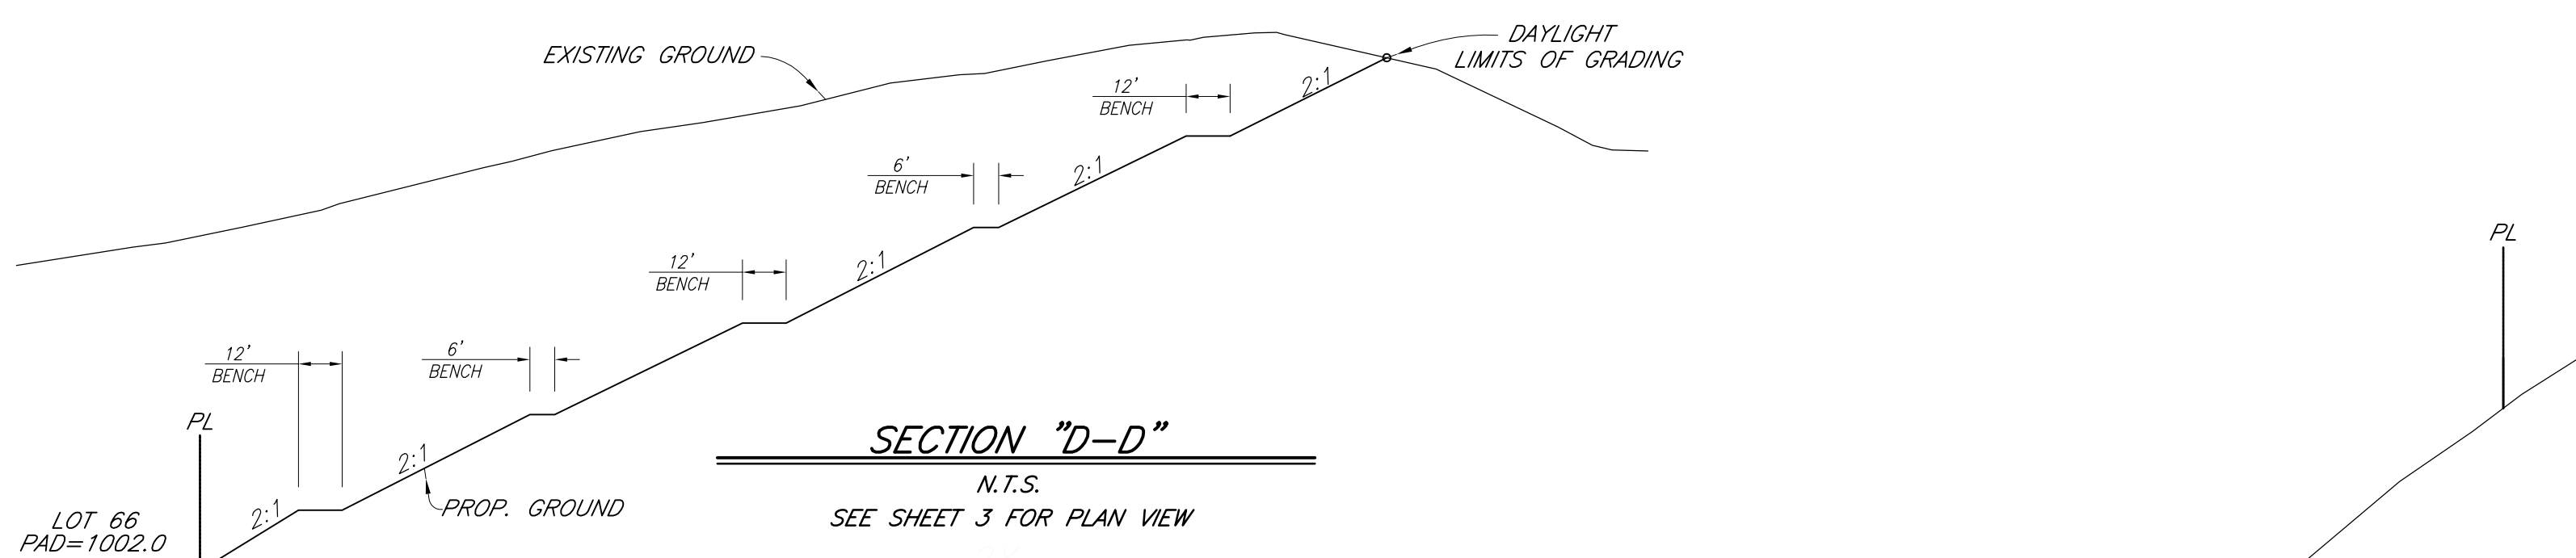 EXISTING GROUND
DAYLIGHT
LIMITS OF GRADING
2:1
12'
BENCH
2:1
6'
BENCH
PL
2:1
12'
BENCH
12'
BENCH
6'
BENCH
PL
2:1
PROP. GROUND
2:1
LOT 66
PAD=1002.0
SECTION "D-D"
N.T.S.
SEE SHEET 3 FOR PLAN VIEW